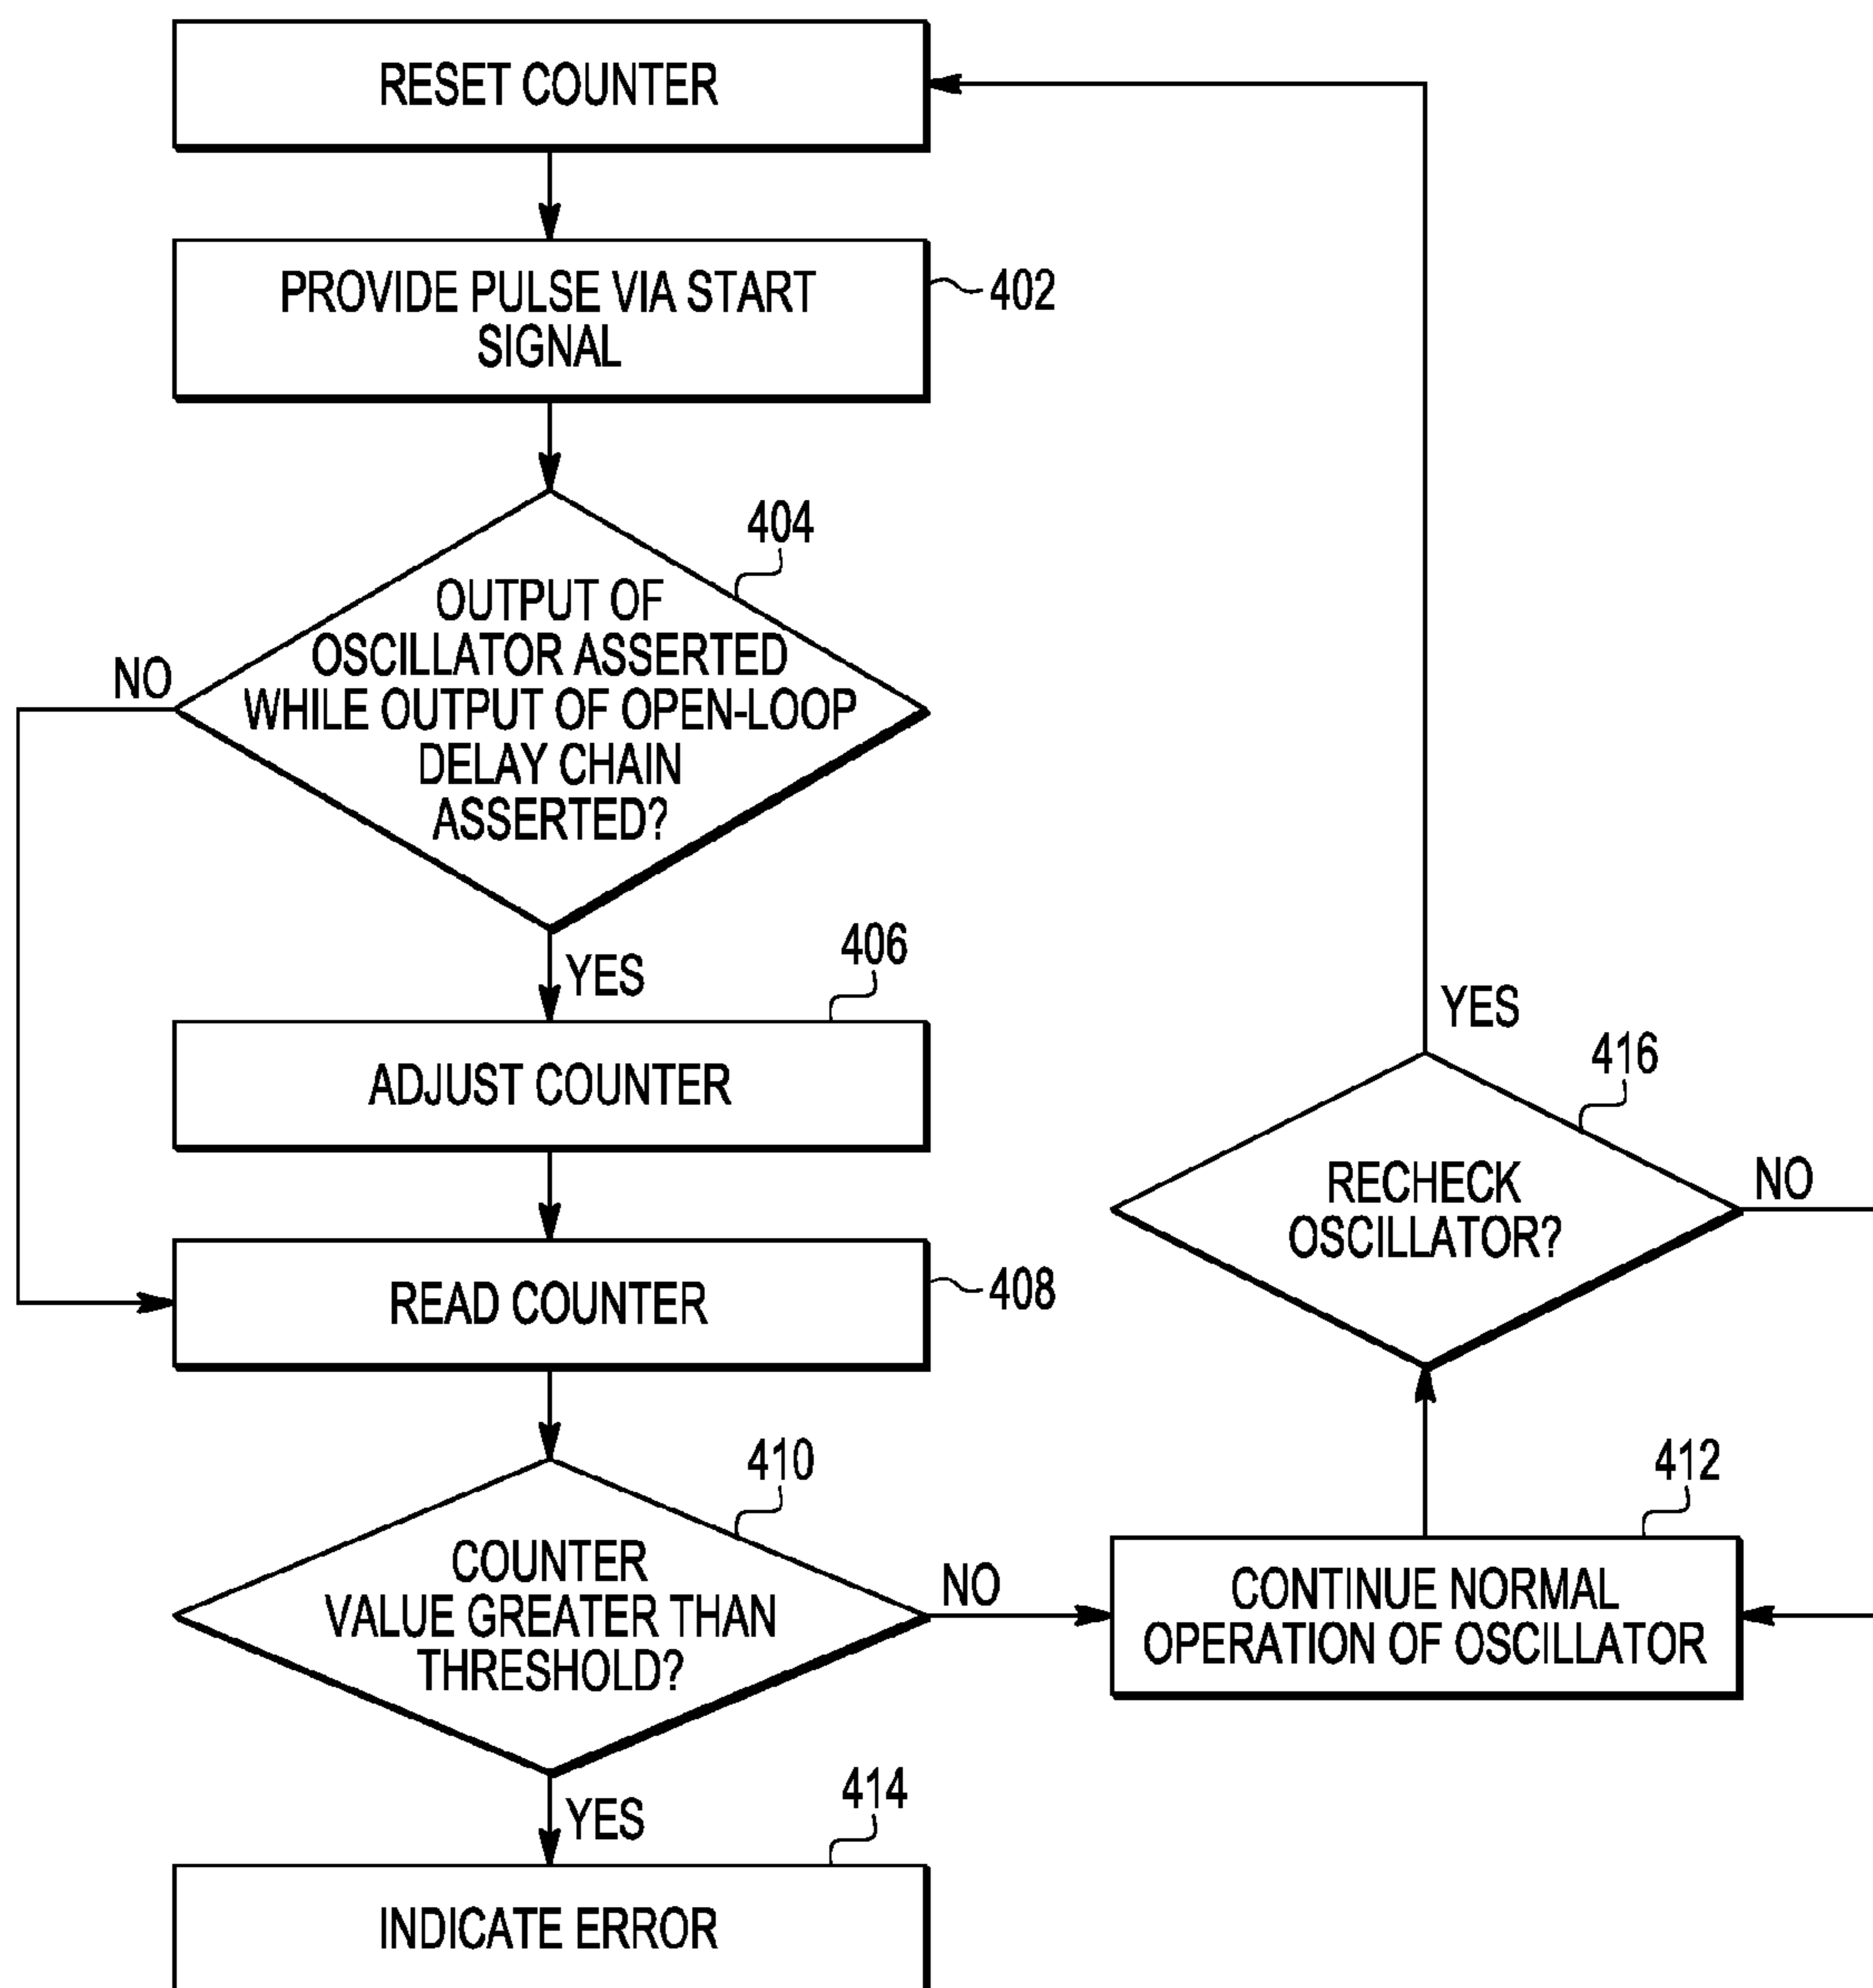 RESET COUNTER
PROVIDE PULSE VIA START
SIGNAL
402
404
OUTPUT OF
OSCILLATOR ASSERTED
WHILE OUTPUT OF OPEN-LOOP
DELAY CHAIN
ASSERTED?
NO
YES
406
ADJUST COUNTER
READ COUNTER
408
410
COUNTER
VALUE GREATER THAN
THRESHOLD?
NO
YES
414
INDICATE ERROR
412
CONTINUE NORMAL
OPERATION OF OSCILLATOR
416
RECHECK
OSCILLATOR?
YES
NO